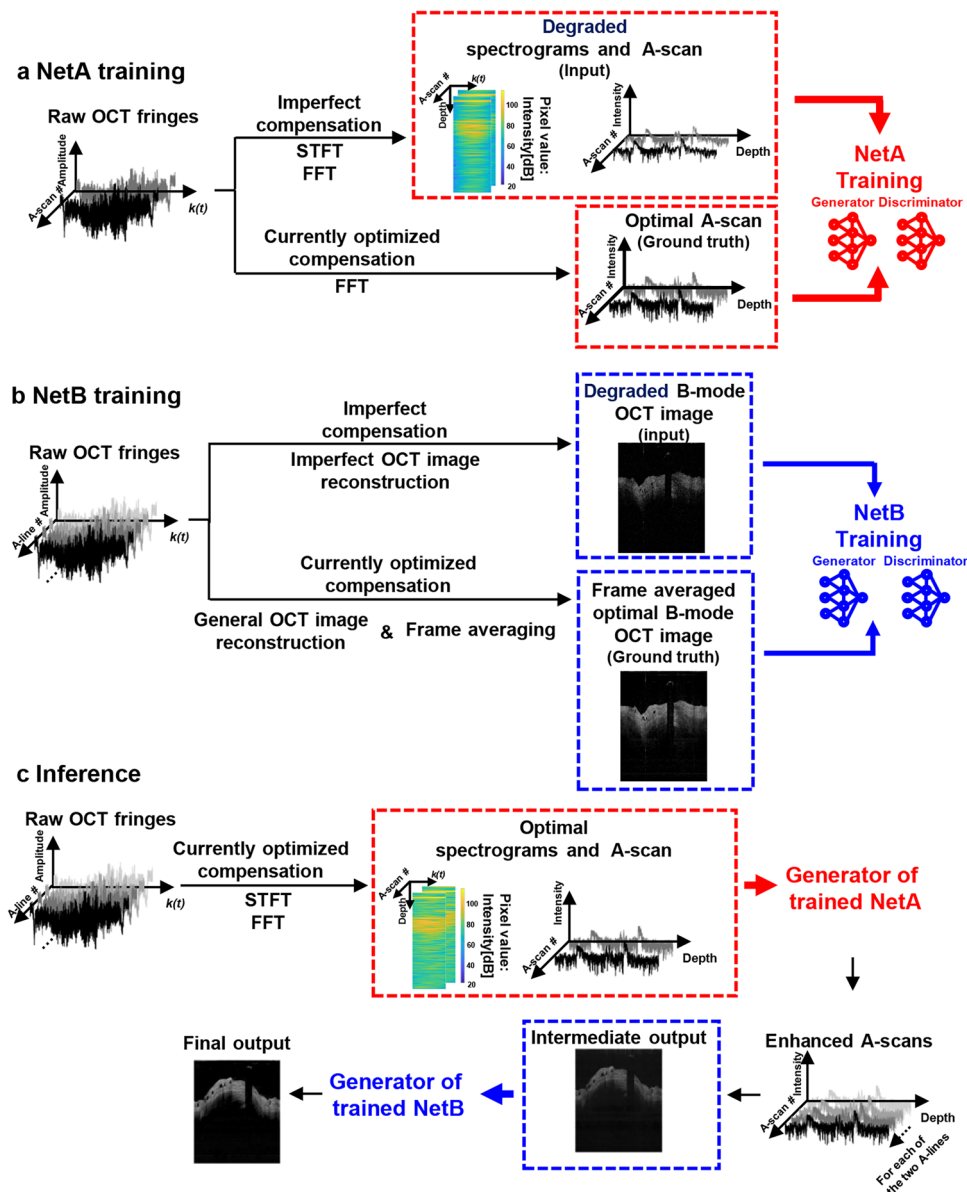 a NetA training
Raw OCT fringes
Amplitude
A-scan #
k(t)
Imperfect
compensation
STFT
FFT
Currently optimized
compensation
FFT
Degraded
spectrograms and A-scan
(Input)
A-scan #
k(t)
Depth
100
80
60
40
20
Pixel value:
Intensity[dB]
Intensity
A-scan #
Depth
Optimal A-scan
(Ground truth)
Intensity
A-scan #
Depth
NetA
Training
Generator Discriminator
b NetB training
Raw OCT fringes
Amplitude
A-line #
k(t)
Imperfect
compensation
Imperfect OCT image
reconstruction
Currently optimized
compensation
General OCT image
reconstruction
& Frame averaging
Degraded B-mode
OCT image
(input)
Frame averaged
optimal B-mode
OCT image
(Ground truth)
NetB
Training
Generator Discriminator
c Inference
Raw OCT fringes
Amplitude
A-line #
k(t)
Currently optimized
compensation
STFT
FFT
Optimal
spectrograms and A-scan
A-scan #
k(t)
Depth
100
80
60
40
20
Pixel value:
Intensity[dB]
Intensity
A-scan #
Depth
Generator of
trained NetA
Enhanced A-scans
Intensity
A-scan #
Depth
For each of
the two A-lines
Intermediate output
Generator of
trained NetB
Final output